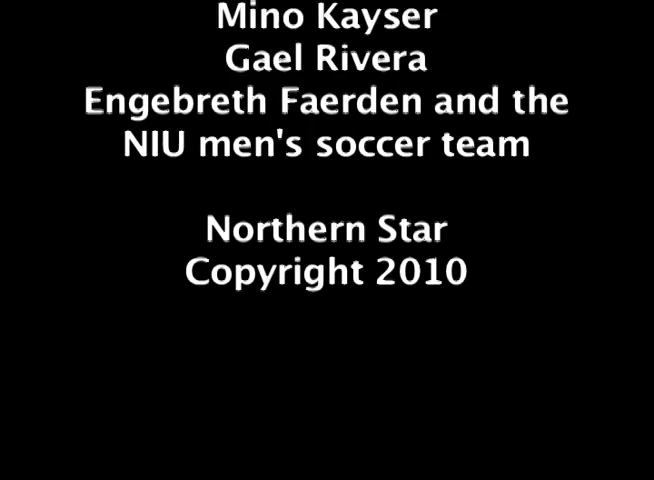 Mino Kayser
Gael Rivera
Engebreth Faerden and the
NIU men's soccer team
Northern Star
Copyright 2010